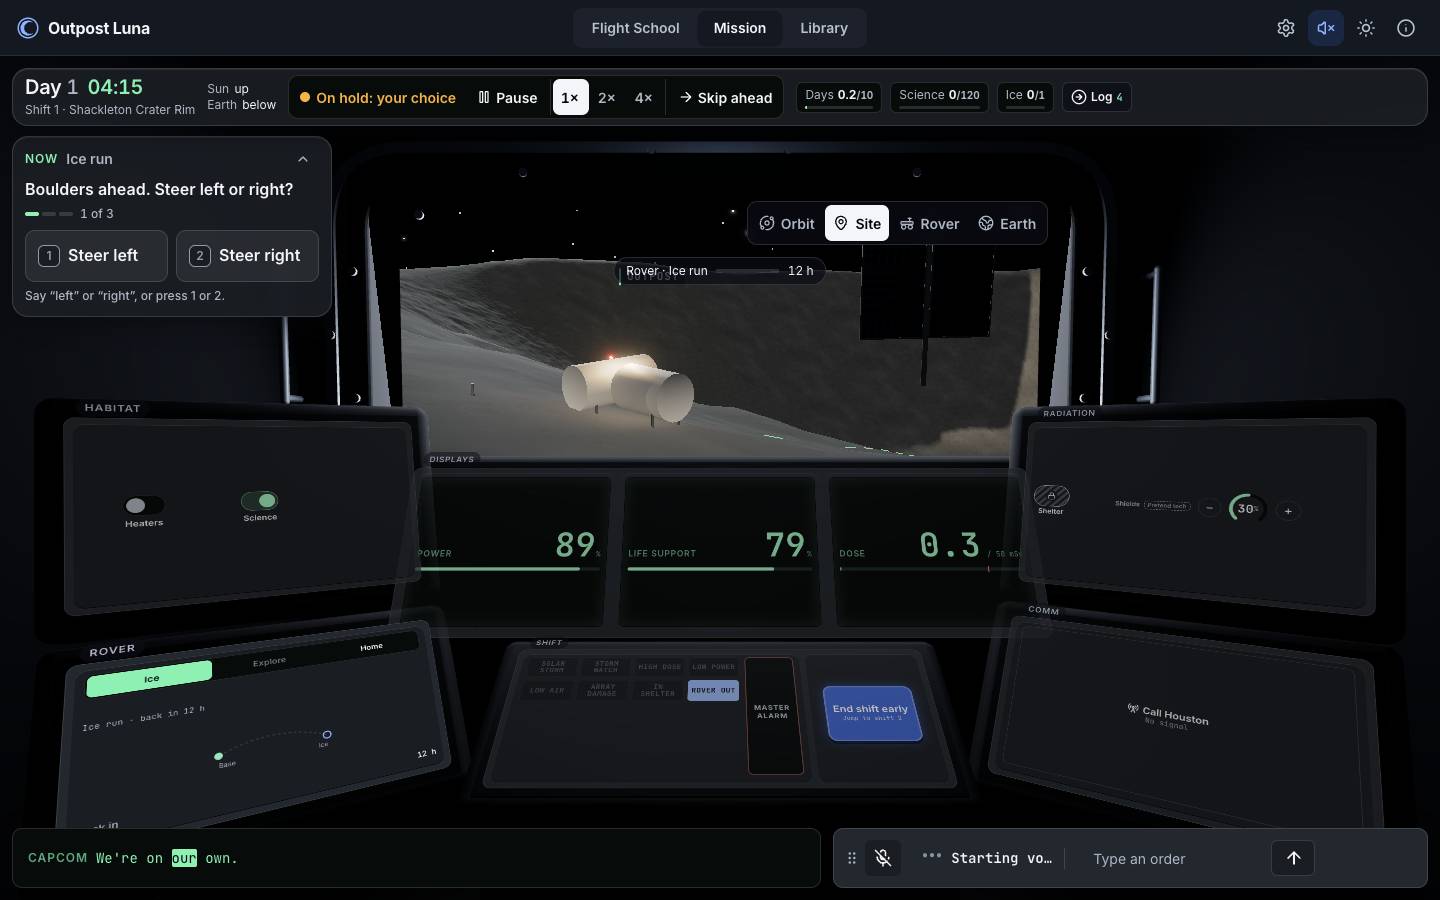 Outpost Luna
Flight School
Mission
Library
Day 1 04:15
Shift 1 · Shackleton Crater Rim
Sun up
Earth below
On hold: your choice
Pause
1×
2×
4×
Skip ahead
Days 0.2/10
Science 0/120
Ice 0/1
Log 4
NOW Ice run
Boulders ahead. Steer left or right?
1 of 3
1 Steer left
2 Steer right
Say “left” or “right”, or press 1 or 2.
Orbit
Site
Rover
Earth
Rover · Ice run
12 h
OUTPOST
HABITAT
Heaters
Science
DISPLAYS
POWER 89%
LIFE SUPPORT 79%
DOSE 0.3
RADIATION
Shelter
Shields
Pretend tech
−
30%
+
ROVER
Ice
Explore
Home
Ice run - back in 12 h
Base
Ice
12 h
SHIFT
SOLAR STORM
STORM WATCH
HIGH DOSE
LOW POWER
LOW AIR
ARRAY DAMAGE
IN SHELTER
ROVER OUT
MASTER ALARM
End shift early
Jump to shift 2
COMM
Call Houston
No signal
CAPCOM We're on our own.
Starting vo…
Type an order